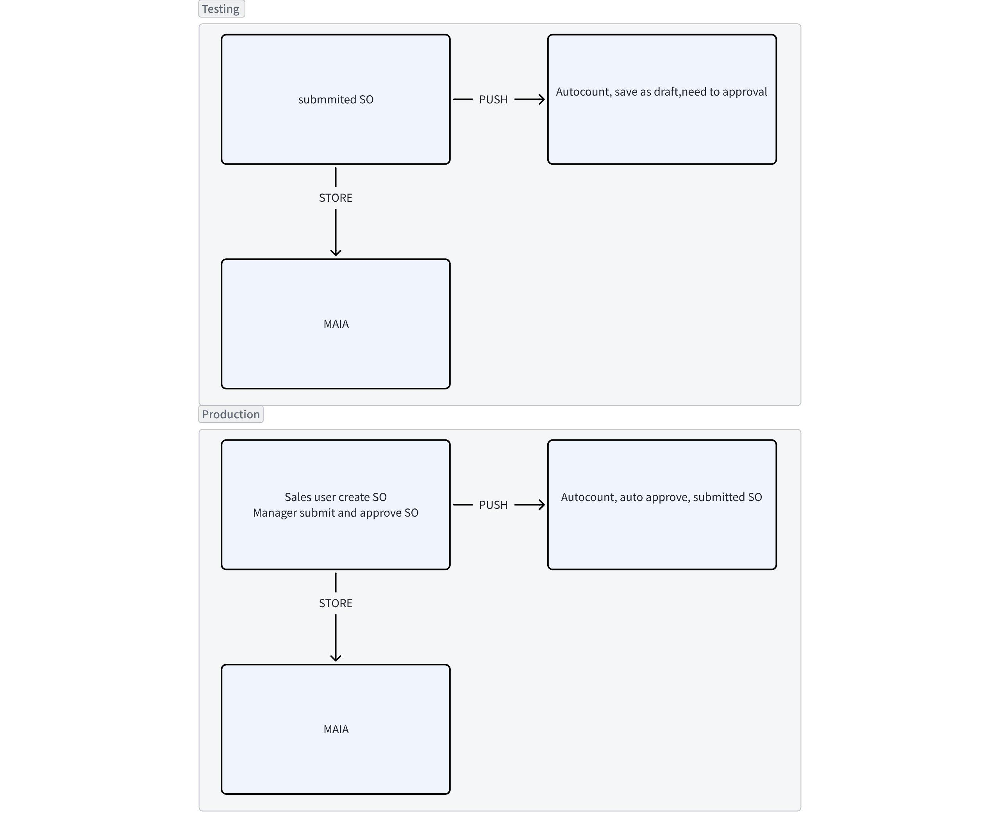 Testing
submmited SO
PUSH
Autocount, save as draft,need to approval
STORE
MAIA
Production
Sales user create SO
Manager submit and approve SO
PUSH
Autocount, auto approve, submitted SO
STORE
MAIA